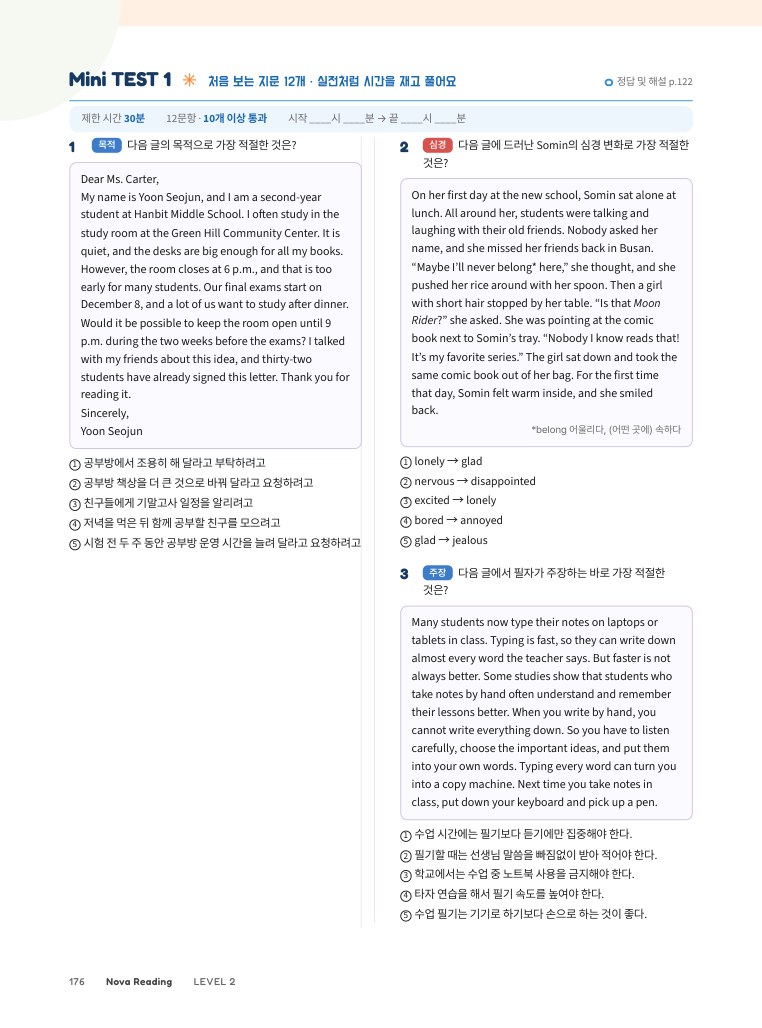 Mini TEST 1 ✳ 처음 보는 지문 12개 · 실전처럼 시간을 재고 풀어요
정답 및 해설 p.122
제한 시간 30분 12문항 · 10개 이상 통과 시작 ____시 ____분 → 끝 ____시 ____분
1 목적 다음 글의 목적으로 가장 적절한 것은?
Dear Ms. Carter,
My name is Yoon Seojun, and I am a second-year
student at Hanbit Middle School. I often study in the
study room at the Green Hill Community Center. It is
quiet, and the desks are big enough for all my books.
However, the room closes at 6 p.m., and that is too
early for many students. Our final exams start on
December 8, and a lot of us want to study after dinner.
Would it be possible to keep the room open until 9
p.m. during the two weeks before the exams? I talked
with my friends about this idea, and thirty-two
students have already signed this letter. Thank you for
reading it.
Sincerely,
Yoon Seojun
① 공부방에서 조용히 해 달라고 부탁하려고
② 공부방 책상을 더 큰 것으로 바꿔 달라고 요청하려고
③ 친구들에게 기말고사 일정을 알리려고
④ 저녁을 먹은 뒤 함께 공부할 친구를 모으려고
⑤ 시험 전 두 주 동안 공부방 운영 시간을 늘려 달라고 요청하려고
2 심경 다음 글에 드러난 Somin의 심경 변화로 가장 적절한
것은?
On her first day at the new school, Somin sat alone at
lunch. All around her, students were talking and
laughing with their old friends. Nobody asked her
name, and she missed her friends back in Busan.
“Maybe I’ll never belong* here,” she thought, and she
pushed her rice around with her spoon. Then a girl
with short hair stopped by her table. “Is that Moon
Rider?” she asked. She was pointing at the comic
book next to Somin’s tray. “Nobody I know reads that!
It’s my favorite series.” The girl sat down and took the
same comic book out of her bag. For the first time
that day, Somin felt warm inside, and she smiled
back.
*belong 어울리다, (어떤 곳에) 속하다
① lonely → glad
② nervous → disappointed
③ excited → lonely
④ bored → annoyed
⑤ glad → jealous
3 주장 다음 글에서 필자가 주장하는 바로 가장 적절한
것은?
Many students now type their notes on laptops or
tablets in class. Typing is fast, so they can write down
almost every word the teacher says. But faster is not
always better. Some studies show that students who
take notes by hand often understand and remember
their lessons better. When you write by hand, you
cannot write everything down. So you have to listen
carefully, choose the important ideas, and put them
into your own words. Typing every word can turn you
into a copy machine. Next time you take notes in
class, put down your keyboard and pick up a pen.
① 수업 시간에는 필기보다 듣기에만 집중해야 한다.
② 필기할 때는 선생님 말씀을 빠짐없이 받아 적어야 한다.
③ 학교에서는 수업 중 노트북 사용을 금지해야 한다.
④ 타자 연습을 해서 필기 속도를 높여야 한다.
⑤ 수업 필기는 기기로 하기보다 손으로 하는 것이 좋다.
176 Nova Reading LEVEL 2